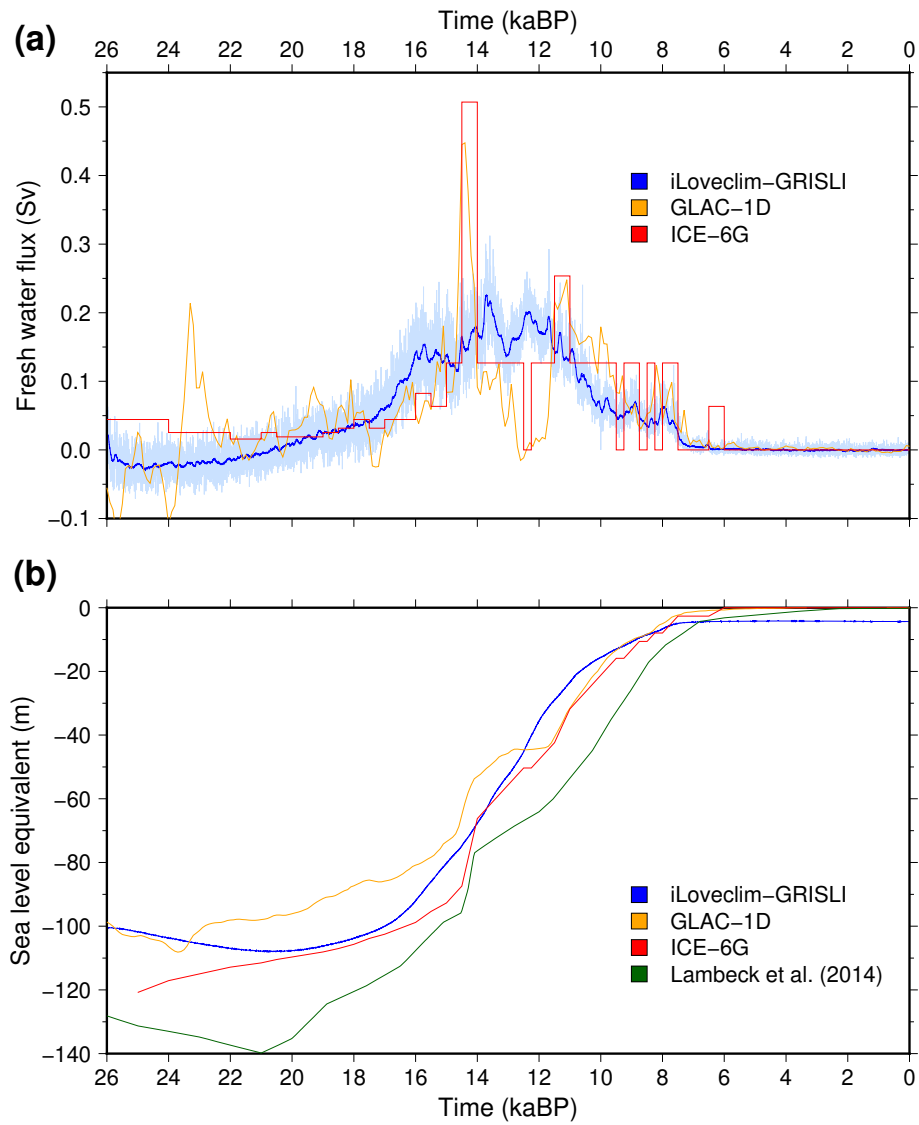 Time (kaBP)
(a)
26 24 22 20 18 16 14 12 10 8 6 4 2 0
0.5
0.4
0.3
0.2
0.1
0.0
−0.1
Fresh water flux (Sv)
iLoveclim−GRISLI
GLAC−1D
ICE−6G
(b)
0
−20
−40
−60
−80
−100
−120
−140
Sea level equivalent (m)
iLoveclim−GRISLI
GLAC−1D
ICE−6G
Lambeck et al. (2014)
26 24 22 20 18 16 14 12 10 8 6 4 2 0
Time (kaBP)